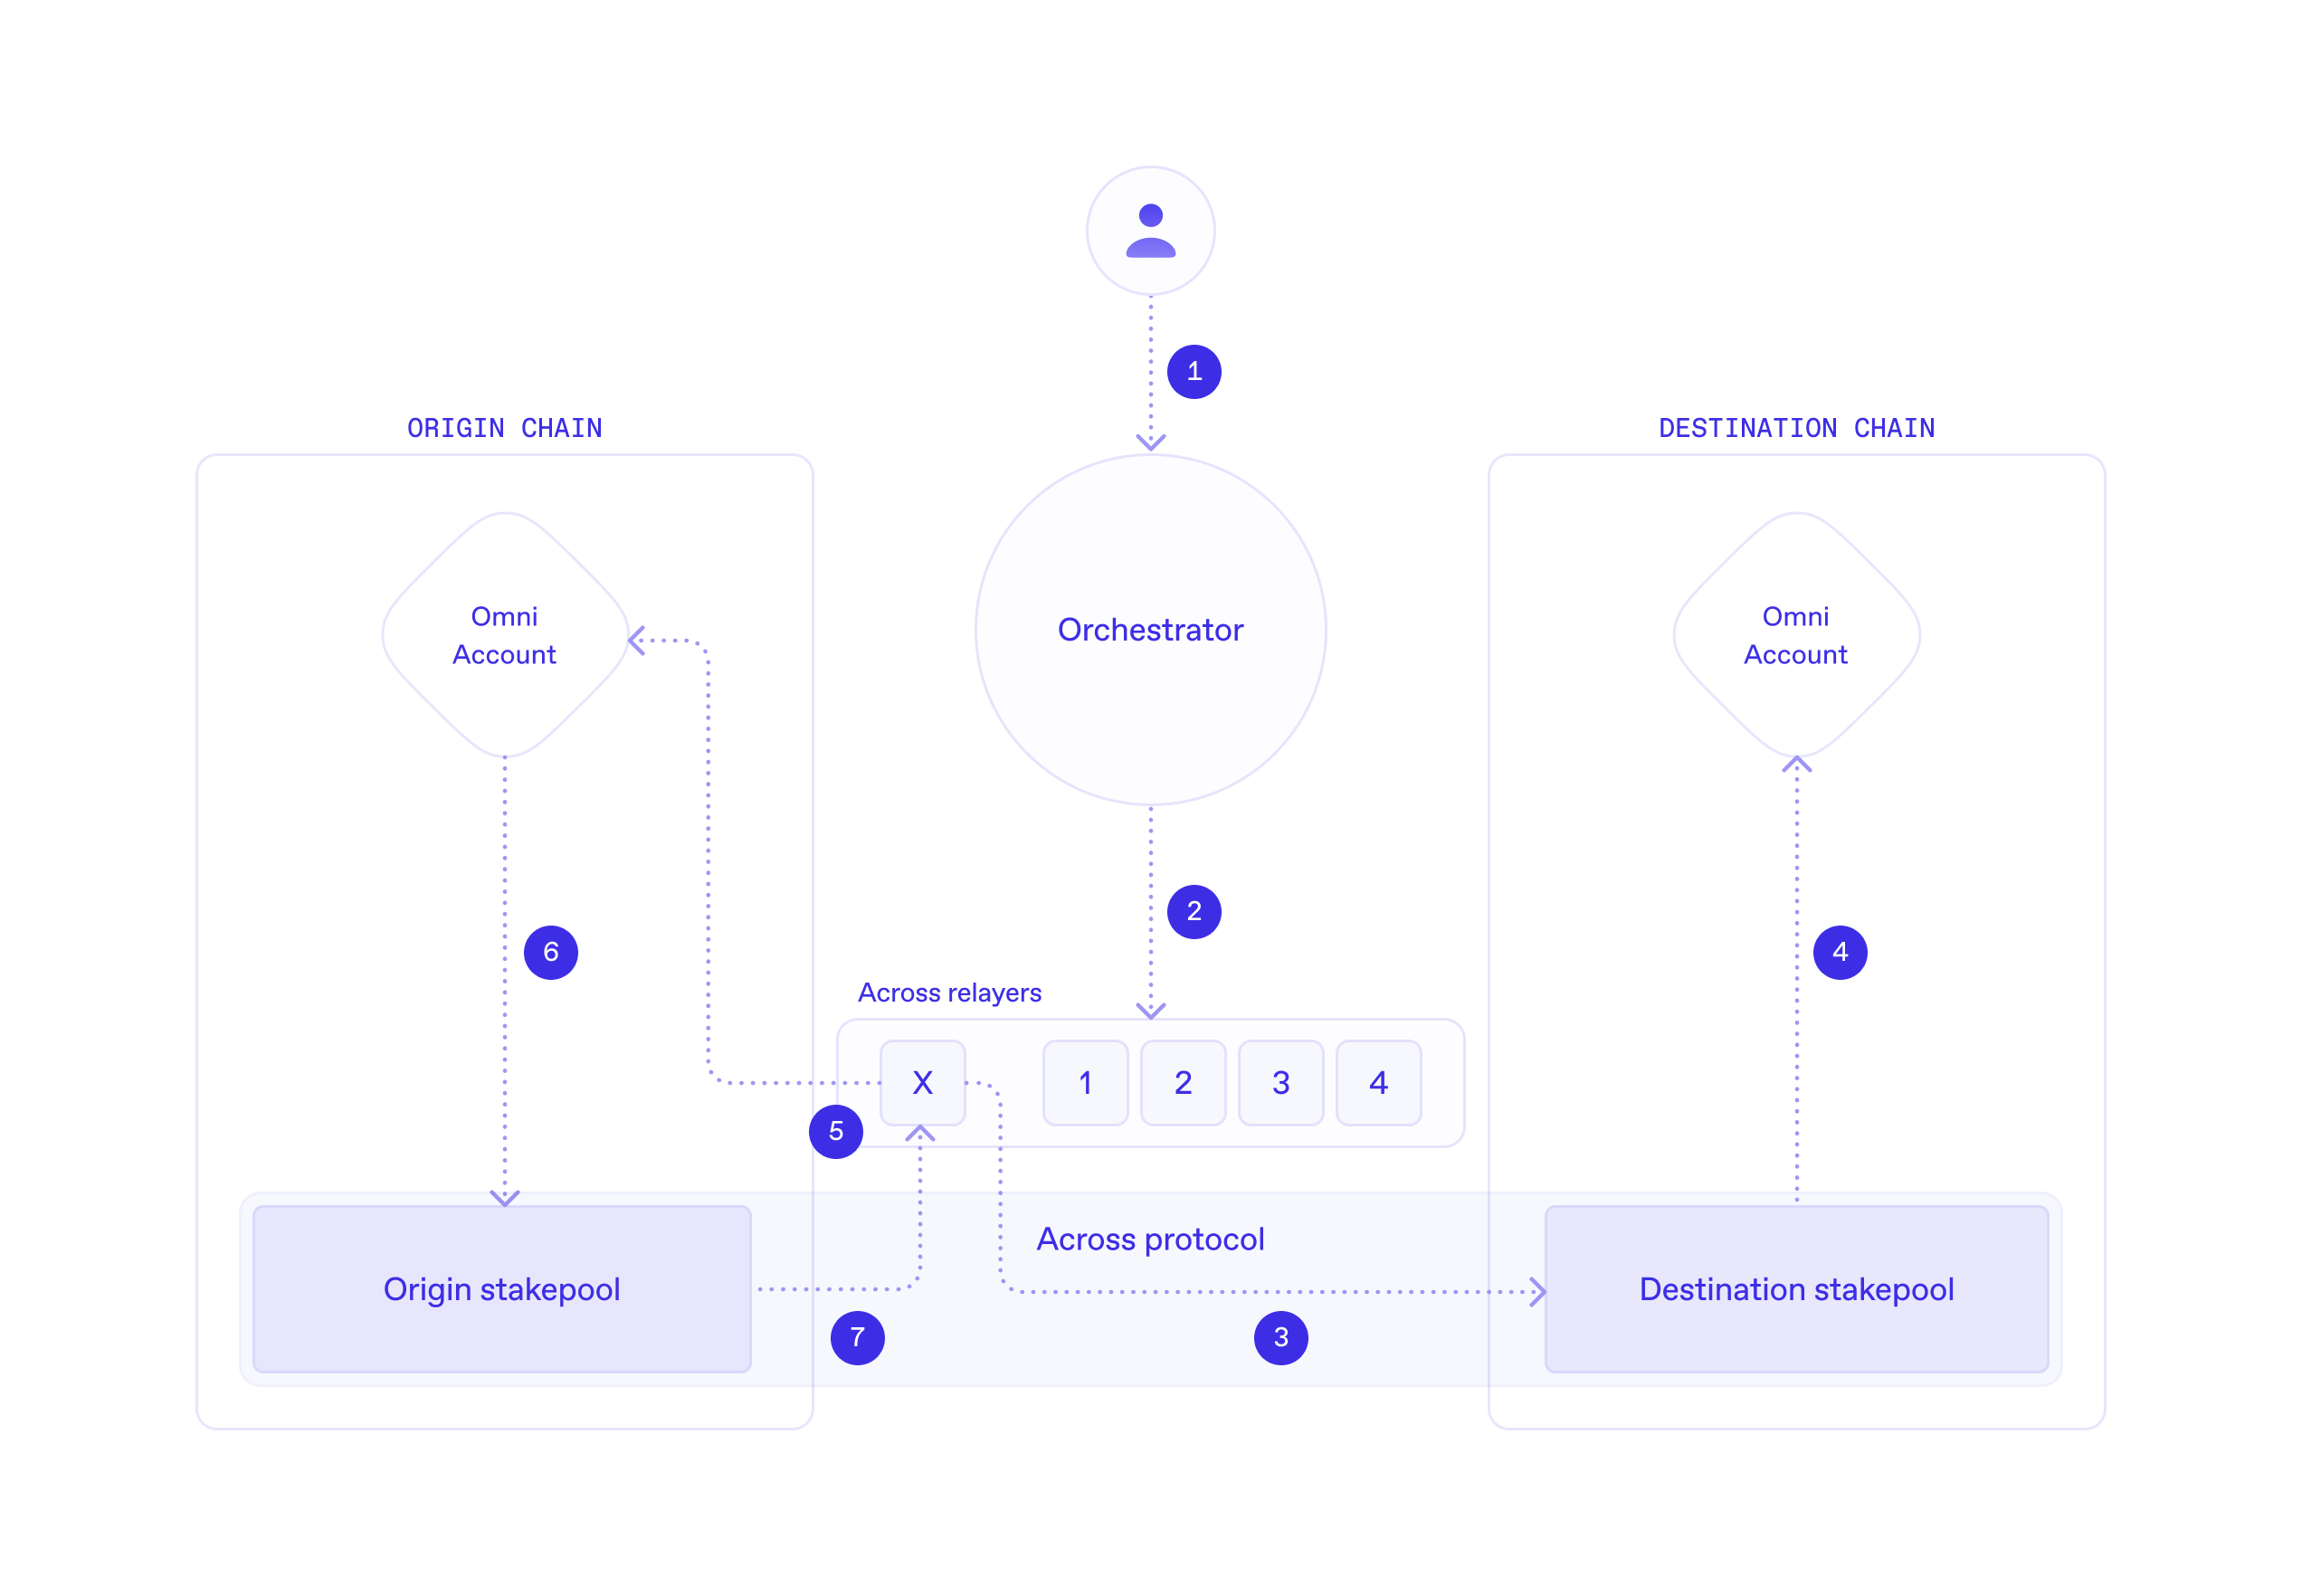 1
ORIGIN CHAIN
DESTINATION CHAIN
Omni
Account
Orchestrator
Omni
Account
2
6
4
Across relayers
X
1
2
3
4
5
Across protocol
Origin stakepool
Destination stakepool
7
3